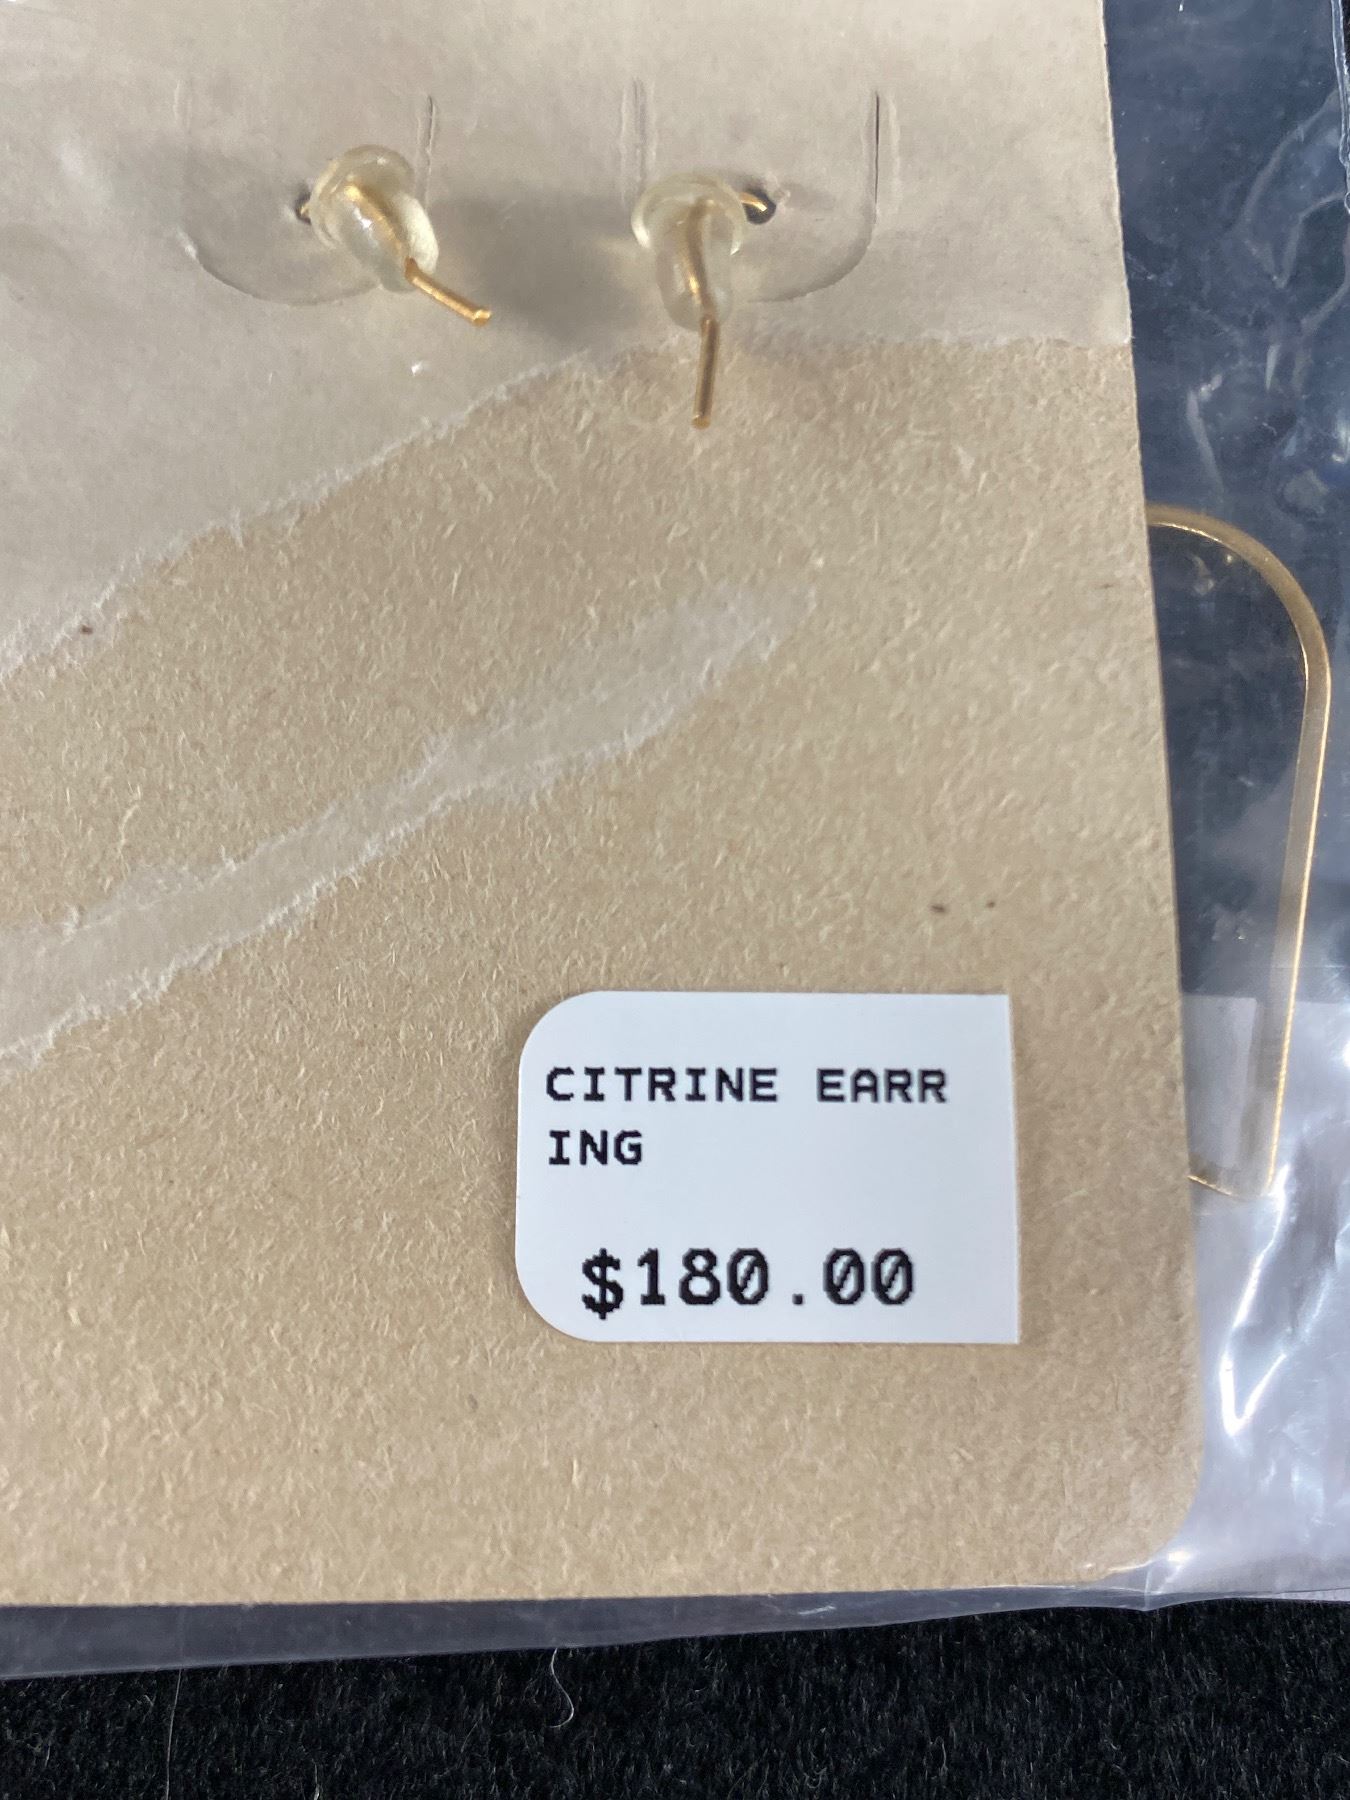 CITRINE EARR
ING
$180.00